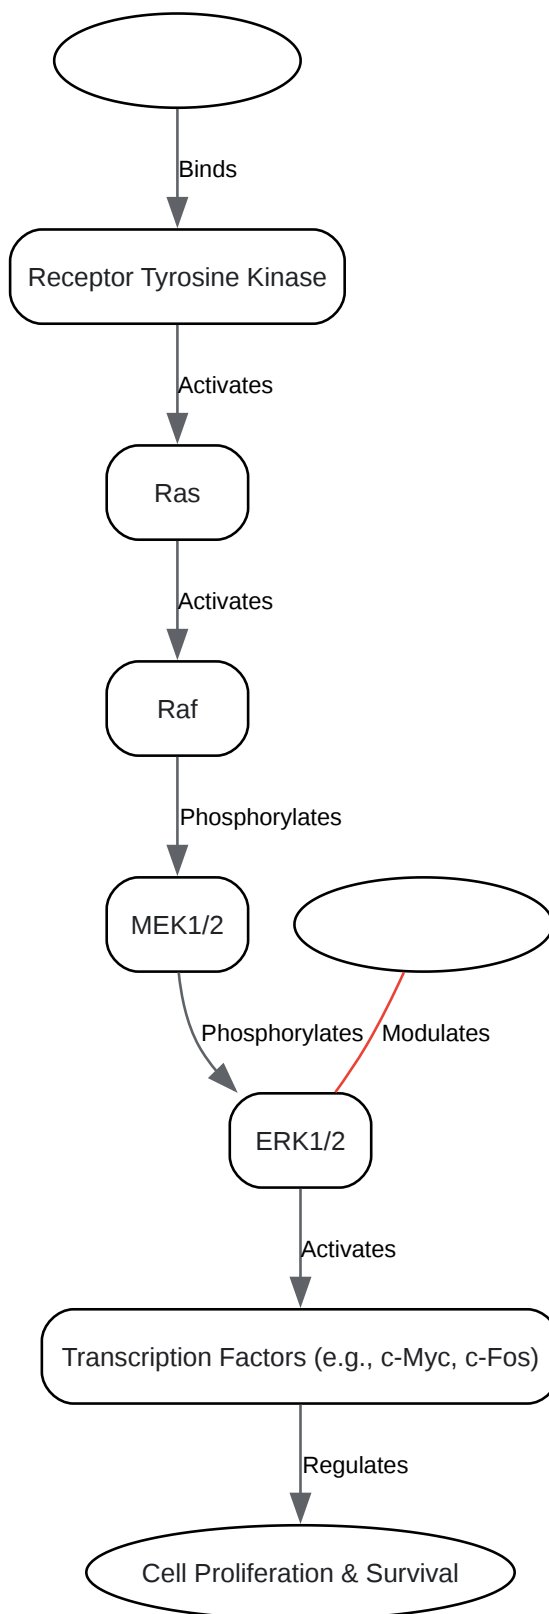 Binds
Receptor Tyrosine Kinase
Activates
Ras
Activates
Raf
Phosphorylates
MEK1/2
Phosphorylates
Modulates
ERK1/2
Activates
Transcription Factors (e.g., c-Myc, c-Fos)
Regulates
Cell Proliferation & Survival